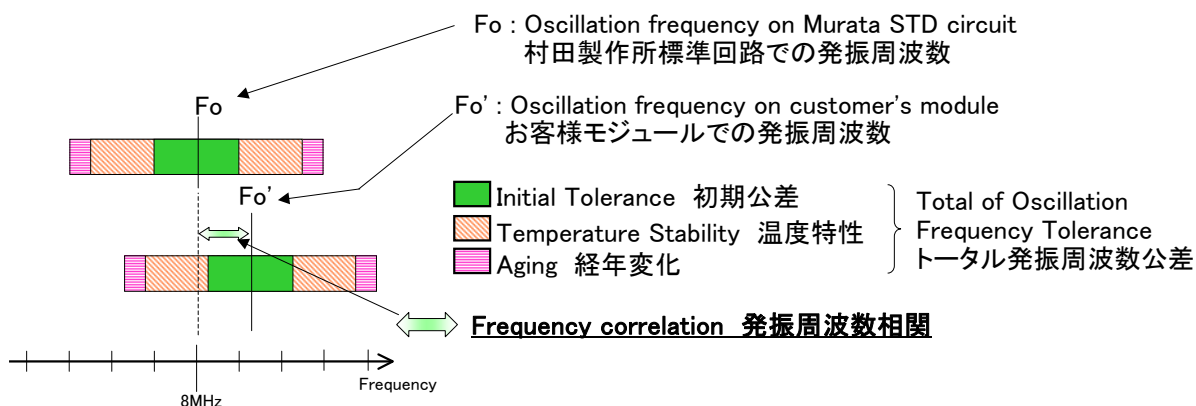 Fo : Oscillation frequency on Murata STD circuit
村田製作所標準回路での発振周波数
Fo
Fo' : Oscillation frequency on customer's module
お客様モジュールでの発振周波数
Fo'
Initial Tolerance 初期公差
Temperature Stability 温度特性
Aging 経年変化
Total of Oscillation
Frequency Tolerance
トータル発振周波数公差
Frequency correlation 発振周波数相関
Frequency
8MHz